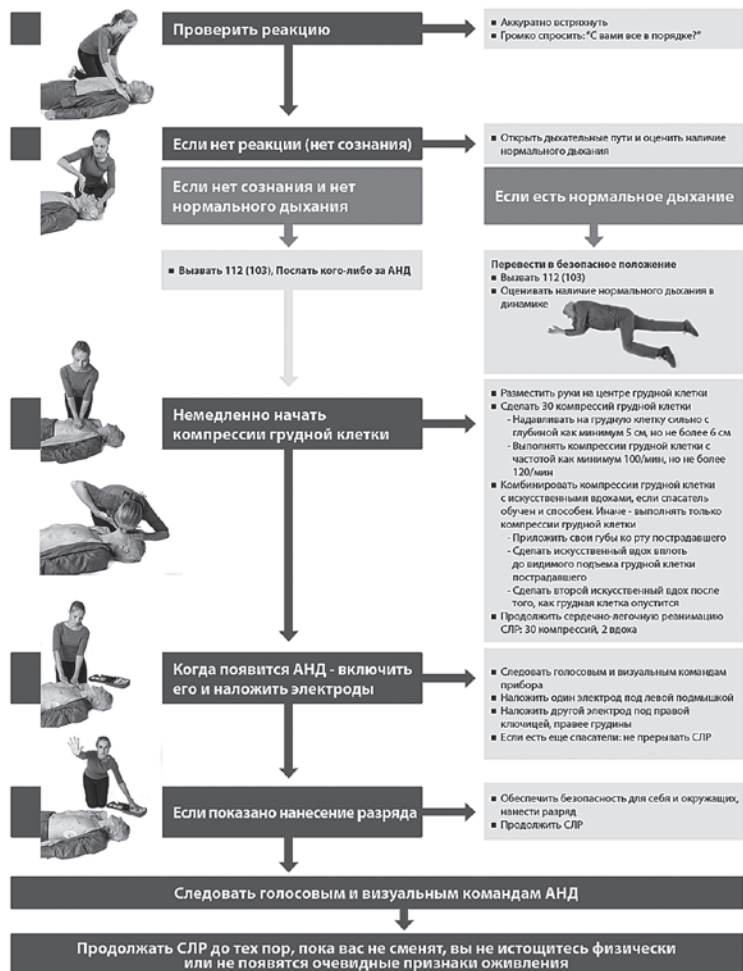 Проверить реакцию
■ Аккуратно встряхнуть
■ Громко спросить: "С вами все в порядке?"
Если нет реакции (нет сознания)
■ Открыть дыхательные пути и оценить наличие
нормального дыхания
Если нет сознания и нет
нормального дыхания
Если есть нормальное дыхание
■ Вызвать 112 (103), Послать кого-либо за АНД
Перевести в безопасное положение
■ Вызвать 112 (103)
■ Оценивать наличие нормального дыхания в
динамике
Немедленно начать
компрессии грудной клетки
■ Разместить руки на центре грудной клетки
■ Сделать 30 компрессий грудной клетки
- Надавливать на грудную клетку сильно с
глубиной как минимум 5 см, но не более 6 см
- Выполнять компрессии грудной клетки с
частотой как минимум 100/мин, но не более
120/мин
■ Комбинировать компрессии грудной клетки
с искусственными вдохами, если спасатель
обучен и способен. Иначе - выполнять только
компрессии грудной клетки
- Приложить свои губы ко рту пострадавшего
- Сделать искусственный вдох вплоть
до видимого подъема грудной клетки
пострадавшего
- Сделать второй искусственный вдох после
того, как грудная клетка опустится
■ Продолжить сердечно-легочную реанимацию
СЛР: 30 компрессий, 2 вдоха
Когда появится АНД - включить
его и наложить электроды
■ Следовать голосовым и визуальным командам
прибора
■ Наложить один электрод под левой подмышкой
■ Наложить другой электрод под правой
ключицей, правее грудины
■ Если есть еще спасатели: не прерывать СЛР
Если показано нанесение разряда
■ Обеспечить безопасность для себя и окружащих,
нанести разряд
■ Продолжить СЛР
Следовать голосовым и визуальным командам АНД
Продолжать СЛР до тех пор, пока вас не сменят, вы не истощитесь физически
или не появятся очевидные признаки оживления